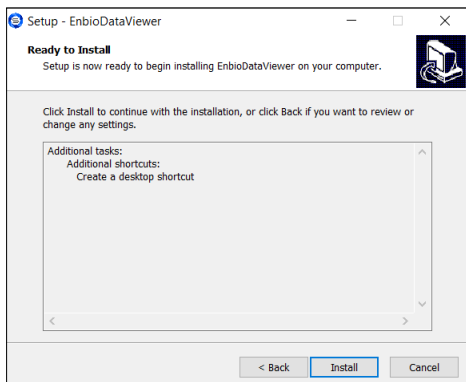 Setup - EnbioDataViewer
Ready to Install
Setup is now ready to begin installing EnbioDataViewer on your computer.
Click Install to continue with the installation, or click Back if you want to review or
change any settings.
Additional tasks:
Additional shortcuts:
Create a desktop shortcut
< Back
Install
Cancel